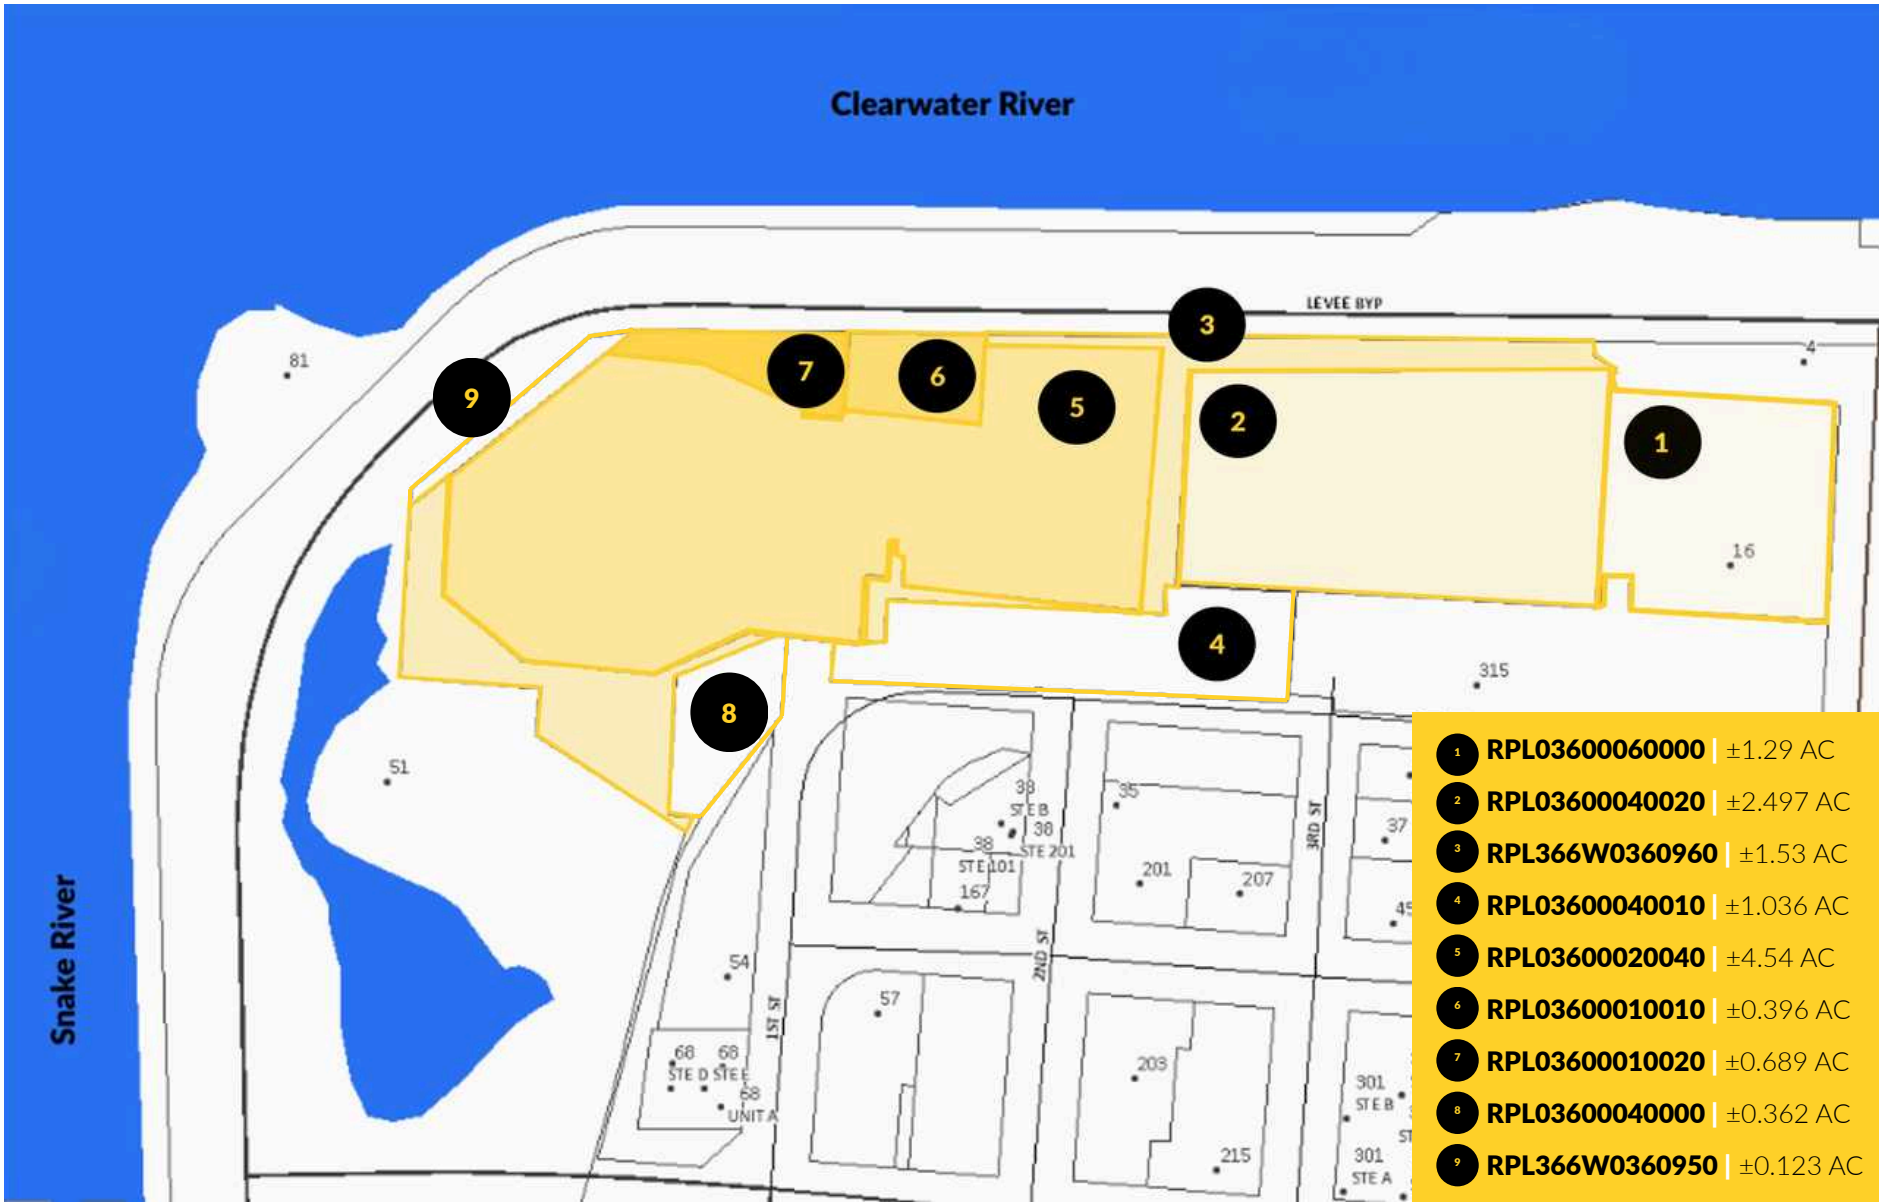 Clearwater River
LEVEE BYP
3
81
4
7
6
9
5
2
1
16
4
315
8
51
33
STE B
38
38
STE 201
STE 101
167
35
201
207
3RD ST
37
45
2ND ST
Snake River
54
57
1ST ST
68
68
STE D STE E
68
UNIT A
203
215
301
STE B
ST
301
STE A
1 RPL03600060000 | ±1.29 AC
2 RPL03600040020 | ±2.497 AC
3 RPL366W0360960 | ±1.53 AC
4 RPL03600040010 | ±1.036 AC
5 RPL03600020040 | ±4.54 AC
6 RPL03600010010 | ±0.396 AC
7 RPL03600010020 | ±0.689 AC
8 RPL03600040000 | ±0.362 AC
9 RPL366W0360950 | ±0.123 AC